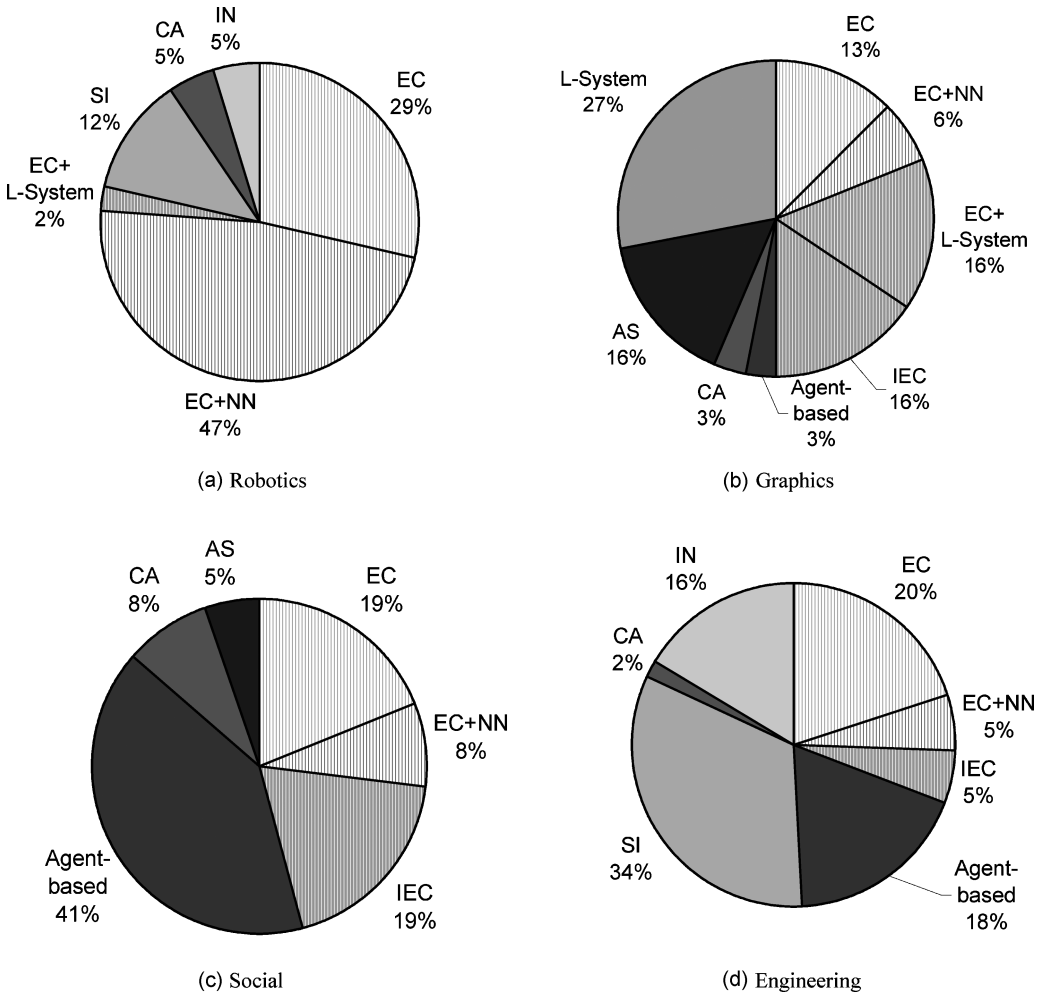 IN
5%
CA
5%
EC
29%
SI
12%
EC+
L-System
2%
EC+NN
47%
(a) Robotics
EC
13%
L-System
27%
EC+NN
6%
EC+
L-System
16%
AS
16%
IEC
16%
CA
3%
Agent-
based
3%
(b) Graphics
AS
5%
CA
8%
EC
19%
EC+NN
8%
Agent-
based
41%
IEC
19%
(c) Social
IN
16%
EC
20%
CA
2%
EC+NN
5%
IEC
5%
SI
34%
Agent-
based
18%
(d) Engineering